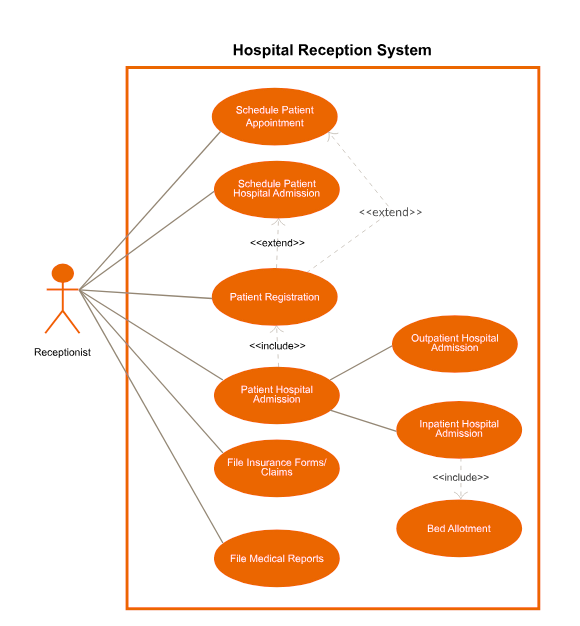 Hospital Reception System
Schedule Patient
Appointment
Schedule Patient
Hospital Admission
<<extend>>
<<extend>>
Patient Registration
Receptionist
<<include>>
Outpatient Hospital
Admission
Patient Hospital
Admission
Inpatient Hospital
Admission
File Insurance Forms/
Claims
<<include>>
Bed Allotment
File Medical Reports